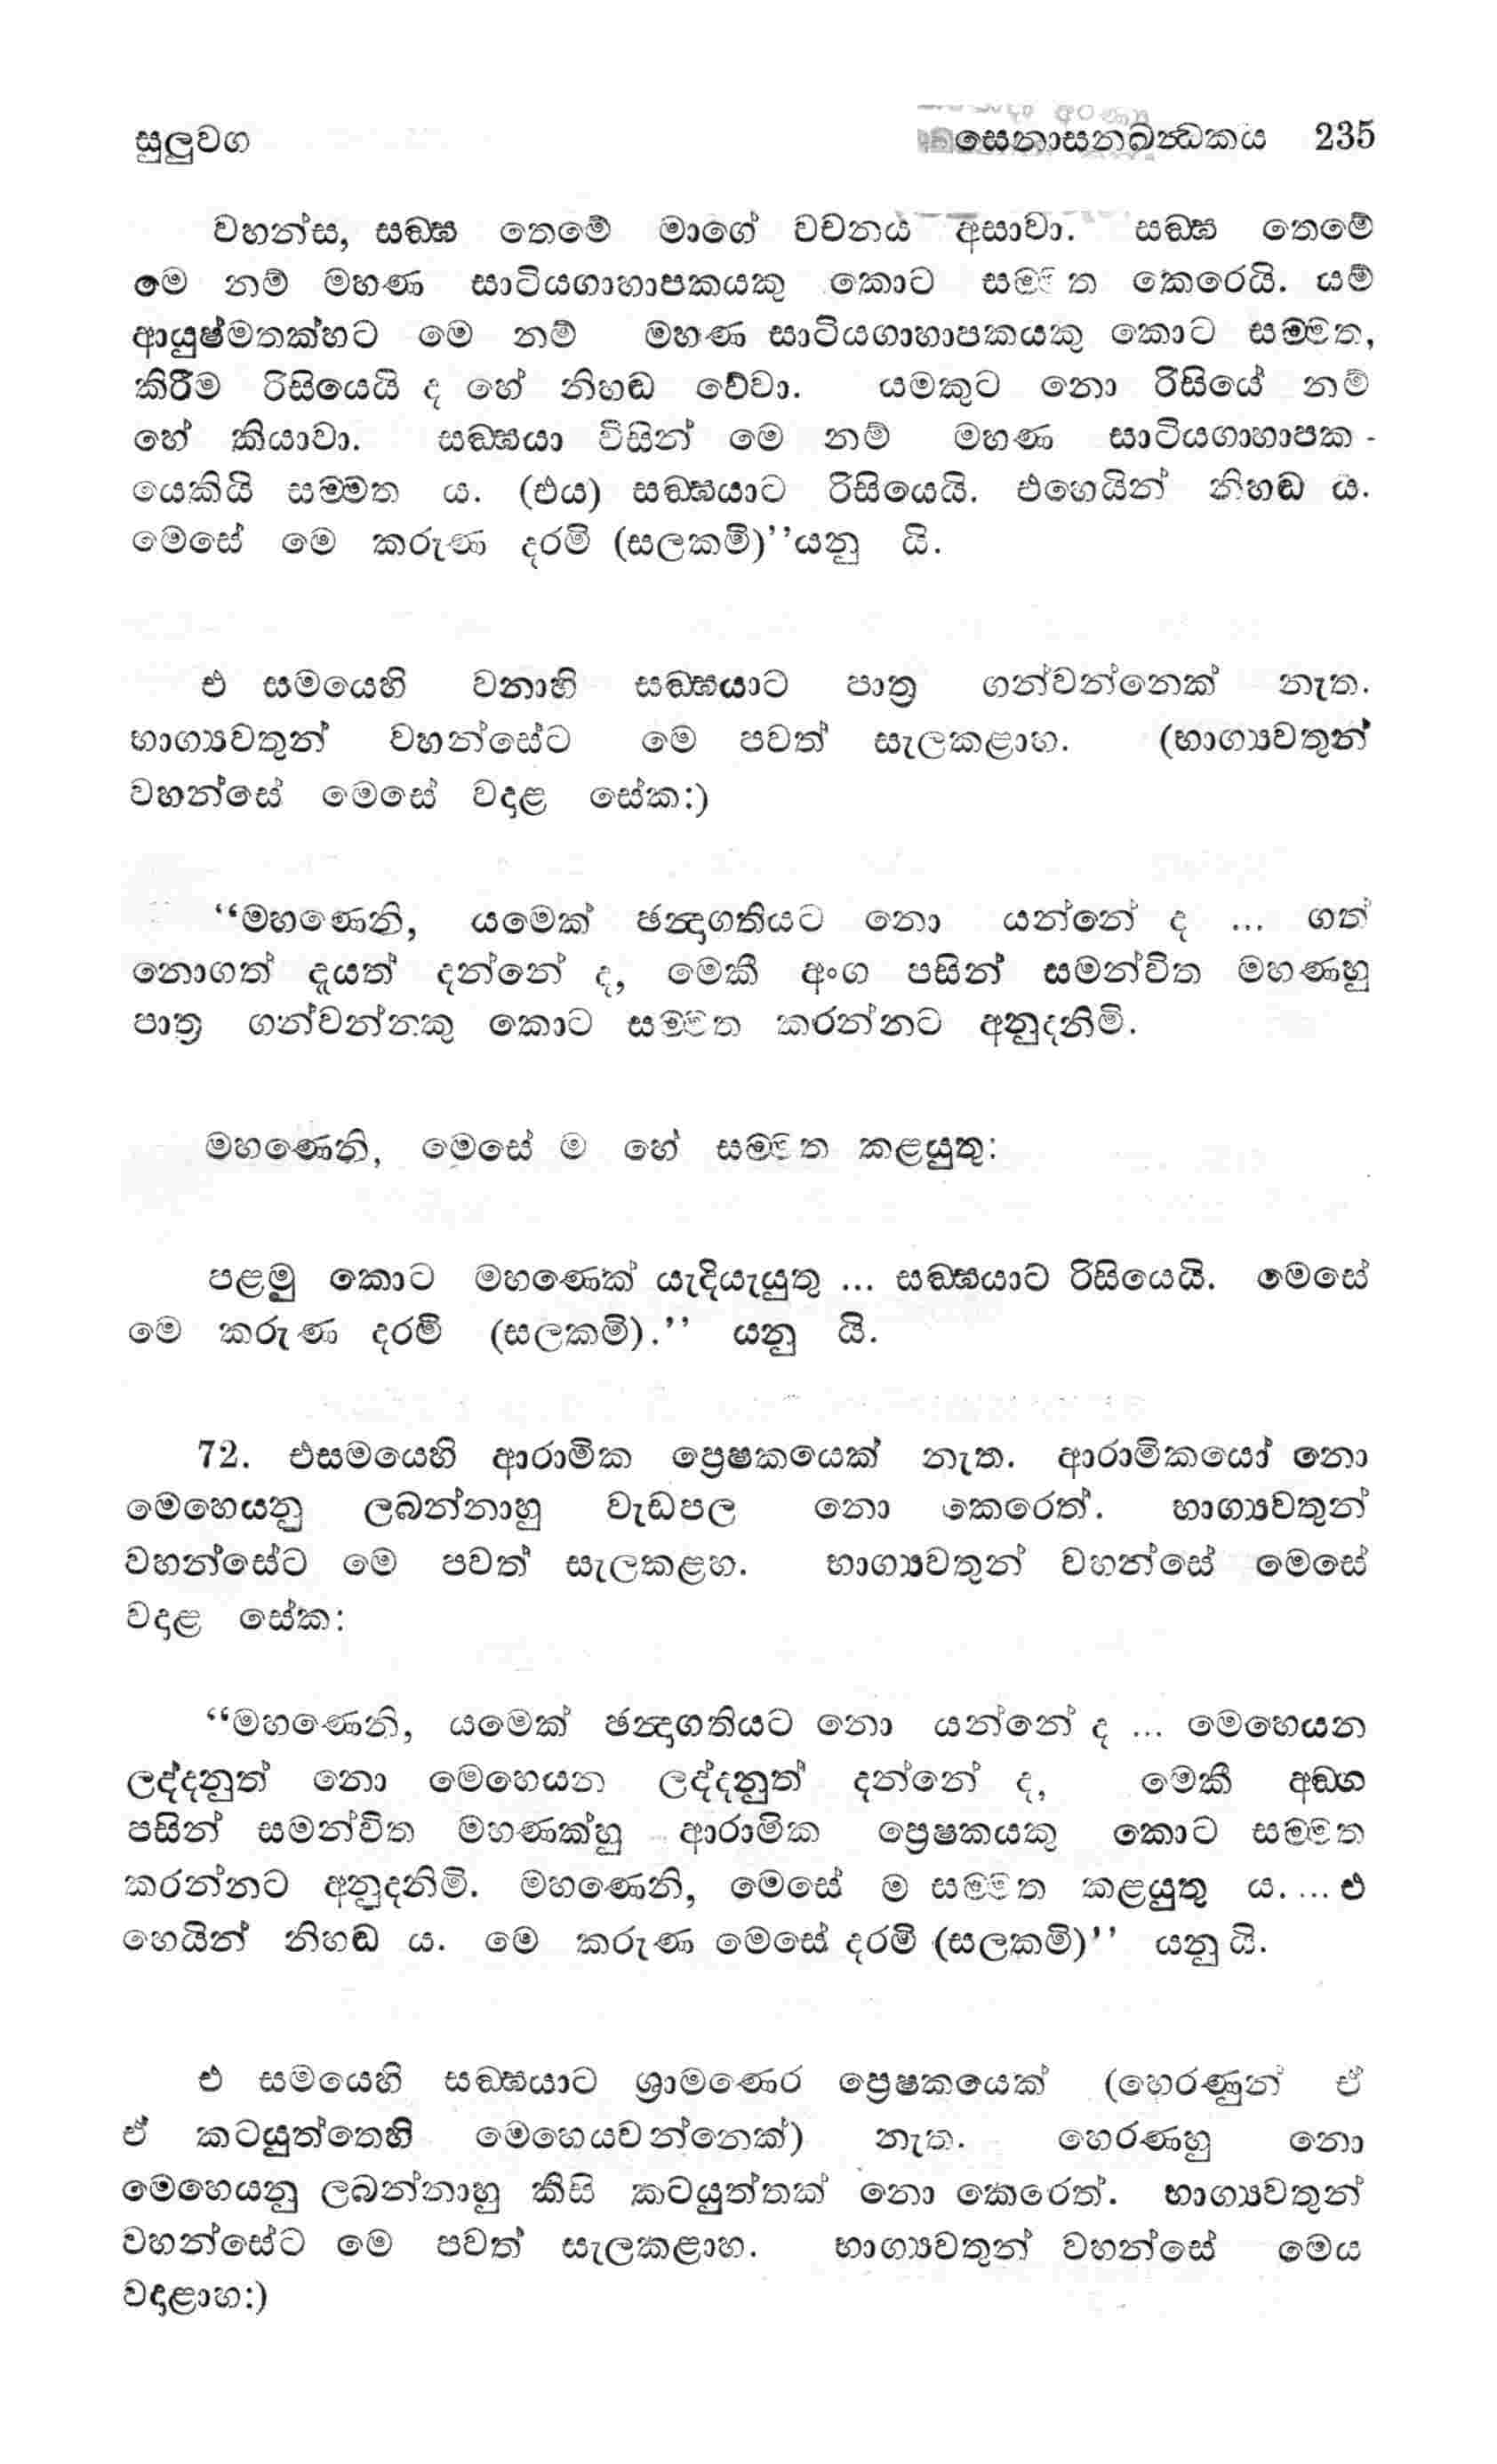 සුලුවග සෙනාසනඛන්ධකය 235
වහන්ස, සඞ්ඝ තෙමේ මාගේ වචනය අසාවා. සඞ්ඝ තෙමේ
මෙ නම් මහණ සාටියගාහාපකයකු කොට සම්මත කෙරෙයි. යම්
ආයුෂ්මතක්හට මෙ නම් මහණ සාටියගාහාපකයකු කොට සම්මත,
කිරීම රිසියෙයි ද හේ නිහඬ වේවා. යමකුට නො රිසියේ නම්
හේ කියාවා. සඞ්ඝයා විසින් මෙ නම් මහණ සාටියගාහාපක -
යෙකියි සම්මත ය. (එය) සඞ්ඝයාට රිසියෙයි. එහෙයින් නිහඬ ය.
මෙසේ මෙ කරුණ දරමි (සලකමි)’’යනු යි.
එ සමයෙහි වනාහි සඞ්ඝයාට පාත්‍ර ගන්වන්නෙක් නැත.
භාග්‍යවතුන් වහන්සේට මෙ පවත් සැලකළාහ. (භාග්‍යවතුන්
වහන්සේ මෙසේ වදාළ සේක:)
‘‘මහණෙනි, යමෙක් ඡන්දාගතියට නො යන්නේ ද ... ගත්
නොගත් දෑයත් දන්නේ ද, මෙකී අංග පසින් සමන්විත මහණහු
පාත්‍ර ගන්වන්නකු කොට සම්මත කරන්නට අනුදනිමි.
මහණෙනි, මෙසේ ම හේ සම්මත කළයුතු:
පළමු කොට මහණෙක් යැදියැයුතු ... සඞ්ඝයාට රිසියෙයි. මෙසේ
මෙ කරුණ දරමි (සලකමි).’’ යනු යි.
72. එසමයෙහි ආරාමික ප්‍රෙෂකයෙක් නැත. ආරාමිකයෝ නො
මෙහෙයනු ලබන්නාහු වැඩපල නො කෙරෙත්. භාග්‍යවතුන්
වහන්සේට මෙ පවත් සැලකළහ. භාග්‍යවතුන් වහන්සේ මෙසේ
වදාළ සේක:
‘‘මහණෙනි, යමෙක් ඡන්දාගතියට නො යන්නේ ද ... මෙහෙයන
ලද්දනුත් නො මෙහෙයන ලද්දනුත් දන්නේ ද, මෙකී අඞ්ග
පසින් සමන්විත මහණක්හු ආරාමික ප්‍රෙෂකයකු කොට සම්මත
කරන්නට අනුදනිමි. මහණෙනි, මෙසේ ම සම්මත කළයුතු ය. ... එ
හෙයින් නිහඬ ය. මෙ කරුණ මෙසේ දරමි (සලකමි)’’ යනු යි.
එ සමයෙහි සඞ්ඝයාට ශ්‍රාමණෙර ප්‍රෙෂකයෙක් (හෙරණුන් ඒ
ඒ කටයුත්තෙහි මෙහෙයවන්නෙක්) නැත. හෙරණහු නො
මෙහෙයනු ලබන්නාහු කිසි කටයුත්තක් නො කෙරෙත්. භාග්‍යවතුන්
වහන්සේට මෙ පවත් සැලකළාහ. භාග්‍යවතුන් වහන්සේ මෙය
වදාළාහ:)